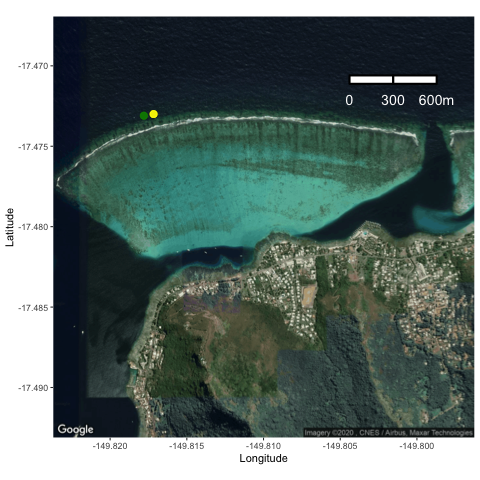 -17.470
-17.475
-17.480
-17.485
-17.490
Latitude
0 300 600m
Google
Imagery ©2020 , CNES / Airbus, Maxar Technologies
-149.820 -149.815 -149.810 -149.805 -149.800
Longitude